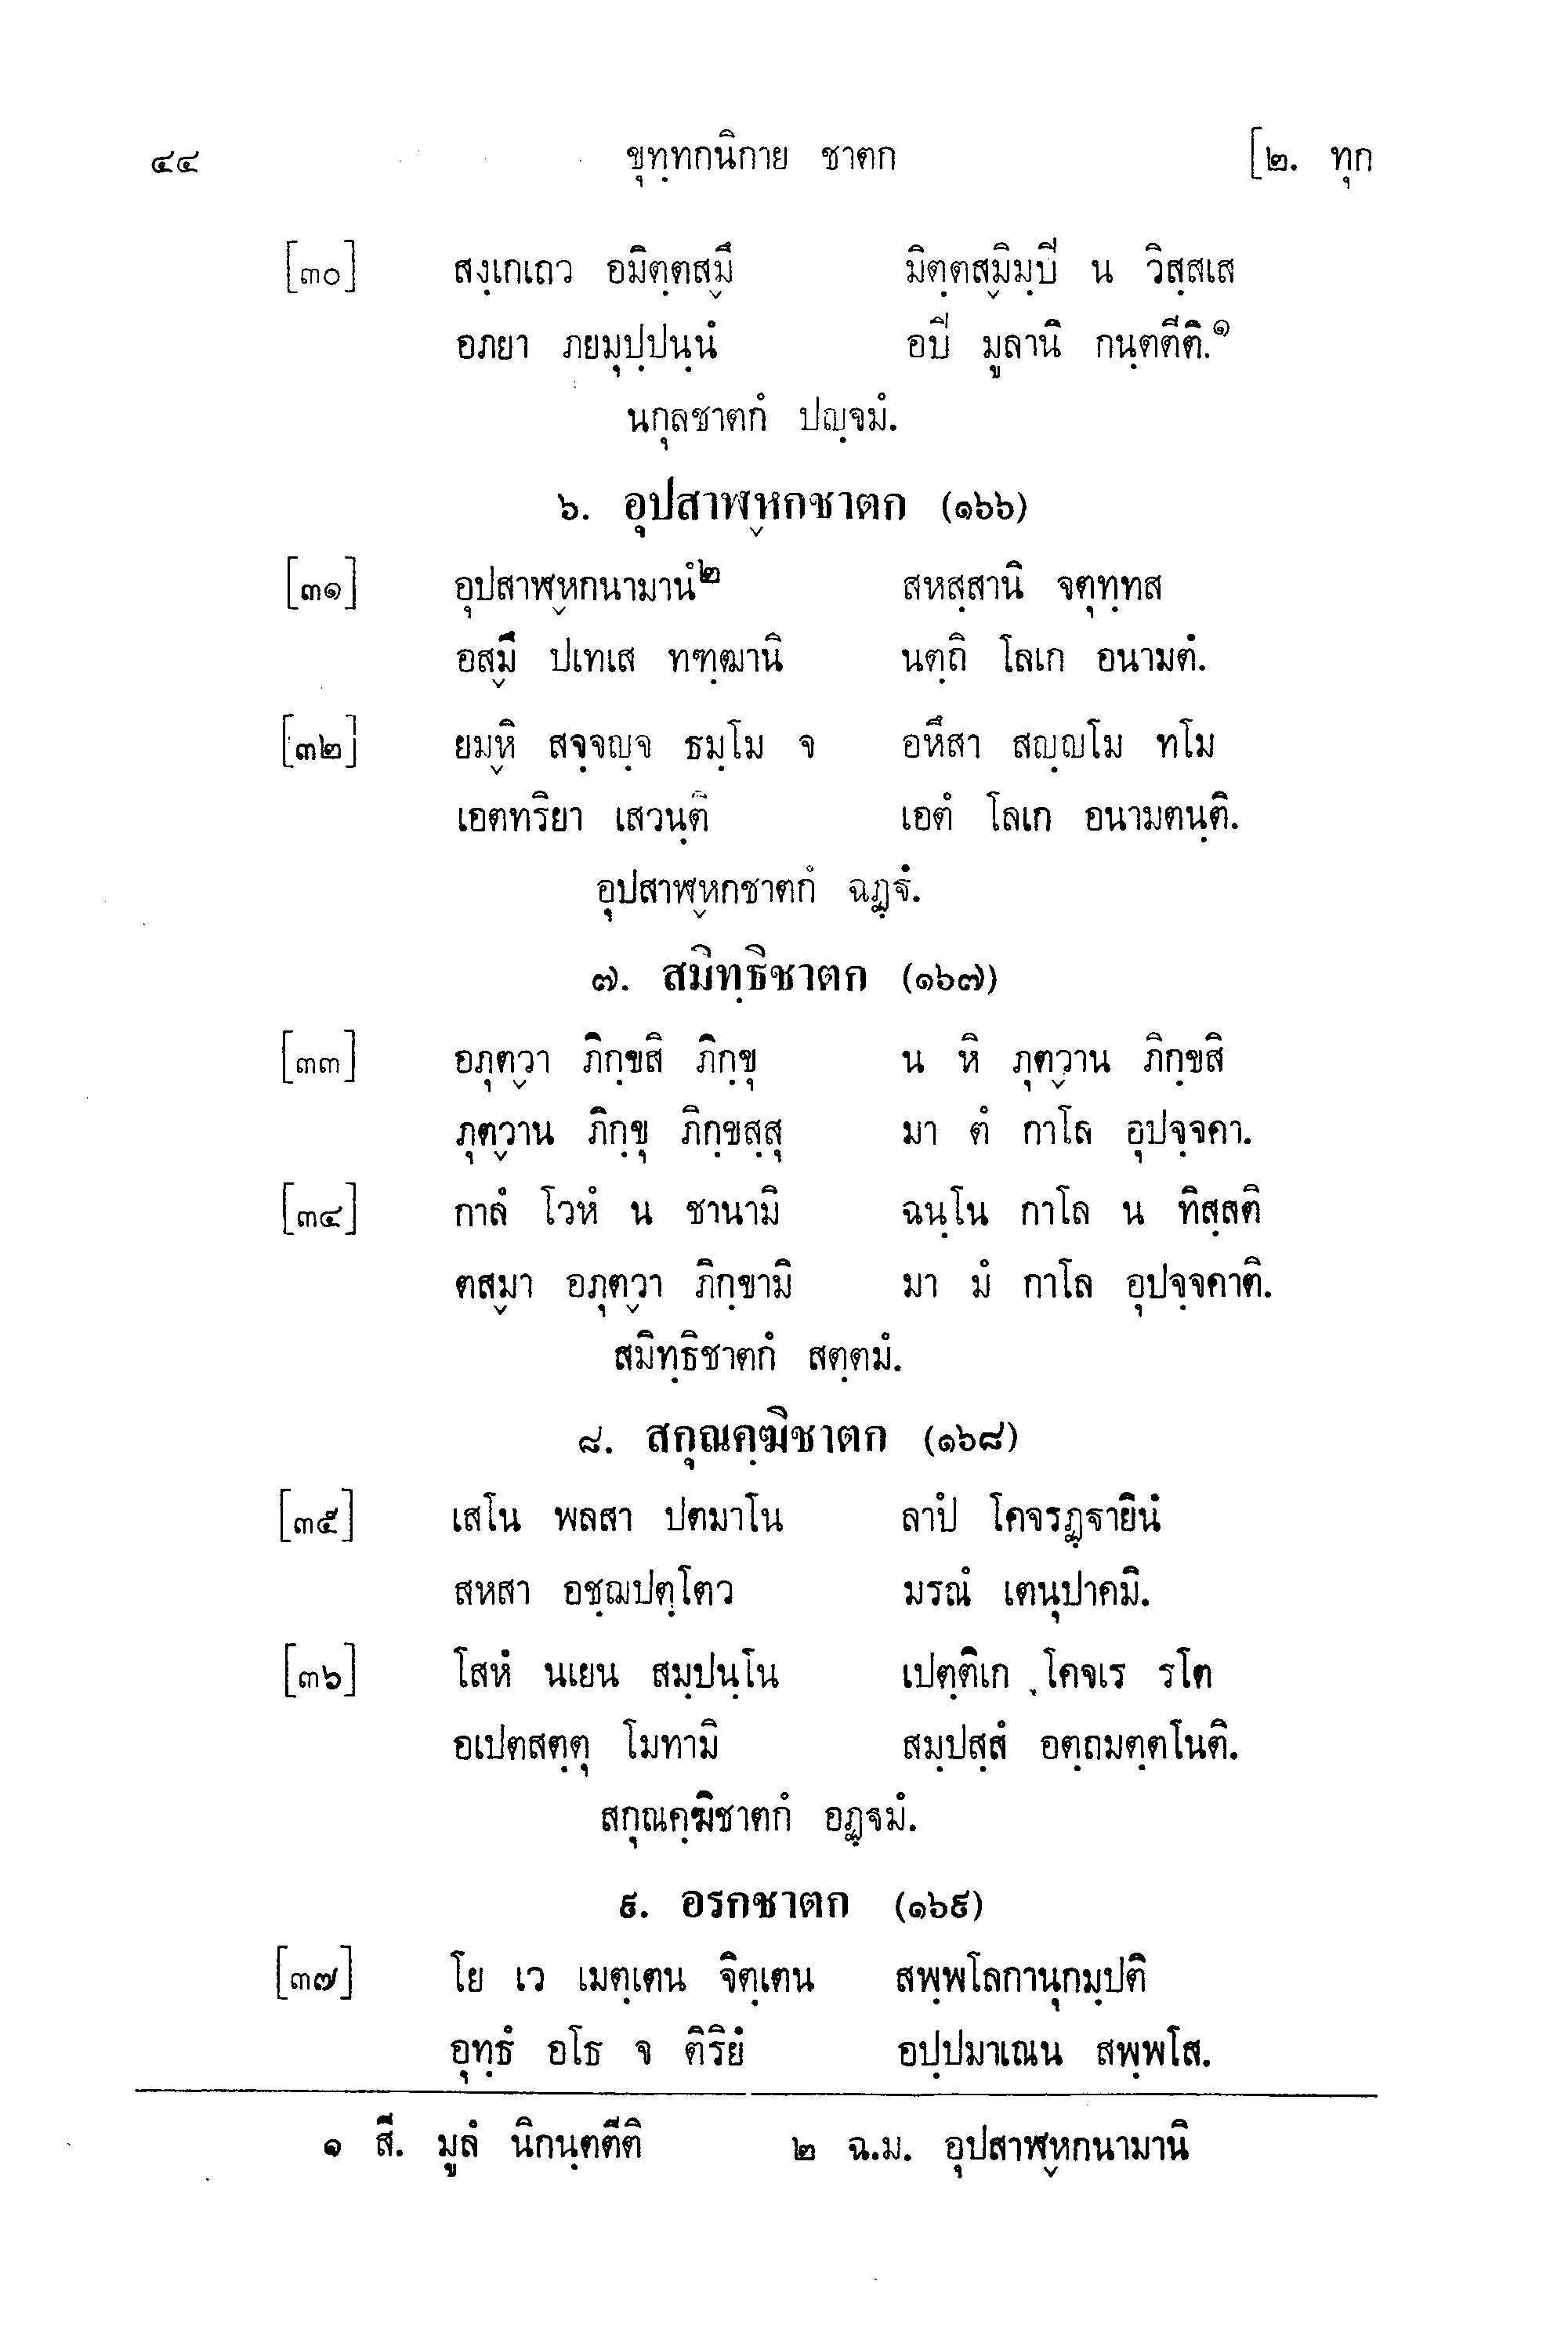 ๔๔ ขุทฺทกนิกาย ชาตก [๒. ทุก
[๓๐] สงฺเกเถว อมิตฺตสฺมึ มิตฺตสฺมิมฺปิ น วิสฺสเส
อภยา ภยมุปฺปนฺนํ อปิ มูลานิ กนฺตตีติ.๑
นกุลชาตกํ ปญฺจมํ.
๖. อุปสาฬฺหกชาตก (๑๖๖)
[๓๑] อุปสาฬฺหกนามานํ๒ สหสฺสานิ จตุทฺทส
อสฺมึ ปเทเส ทฑฺฒานิ นตฺถิ โลเก อนามตํ.
[๓๒] ยมฺหิ สจฺจญฺจ ธมฺโม จ อหึสา สญฺญโม ทโม
เอตทริยา เสวนฺติ เอตํ โลเก อนามตนฺติ.
อุปสาฬฺหกชาตกํ ฉฏฺฐํ.
๗. สมิทฺธิชาตก (๑๖๗)
[๓๓] อภุตฺวา ภิกฺขสิ ภิกฺขุ น หิ ภุตฺวาน ภิกฺขสิ
ภุตฺวาน ภิกฺขุ ภิกฺขสฺสุ มา ตํ กาโล อุปจฺจคา.
[๓๔] กาลํ โวหํ น ชานามิ ฉนฺโน กาโล น ทิสฺสติ
ตสฺมา อภุตฺวา ภิกฺขามิ มา มํ กาโล อุปจฺจคาติ.
สมิทฺธิชาตกํ สตฺตมํ.
๘. สกุณคฺฆิชาตก (๑๖๘)
[๓๕] เสโน พลสา ปตมาโน ลาปํ โคจรฏฺฐายินํ
สหสา อชฺฌปตฺโตว มรณํ เตนุปาคมิ.
[๓๖] โสหํ นเยน สมฺปนฺโน เปตฺติเก โคจเร รโต
อเปตสตฺตุ โมทามิ สมฺปสฺสํ อตฺถมตฺตโนติ.
สกุณคฺฆิชาตกํ อฏฺฐมํ.
๙. อรกชาตก (๑๖๙)
[๓๗] โย เว เมตฺเตน จิตฺเตน สพฺพโลกานุกมฺปติ
อุทฺธํ อโธ จ ติริยํ อปฺปมาเณน สพฺพโส.
๑ สี. มูลํ นิกนฺตตีติ ๒ ฉ.ม. อุปสาฬฺหกนามานิ